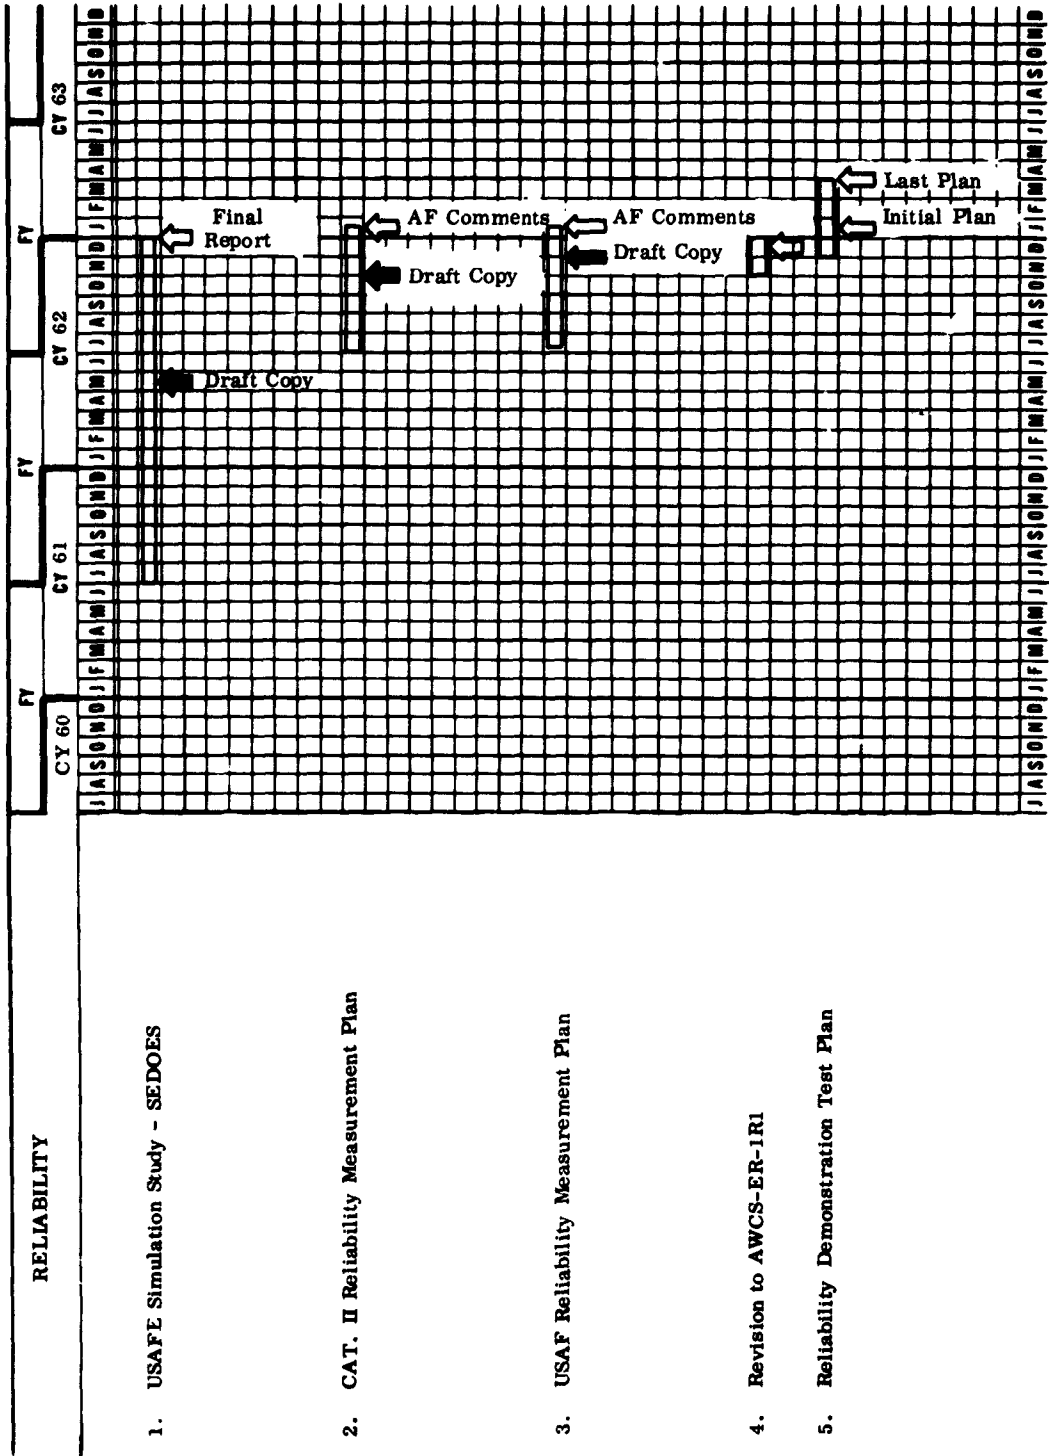 RELIABILITY
FY
FY
FY
CY 60
CY 61
CY 62
CY 63
J A S O N D J F M A M J J A S O N D J F M A M J J A S O N D J F M A M J J A S O N D
1. USAFE Simulation Study - SEDOES
Draft Copy
Final
Report
2. CAT. II Reliability Measurement Plan
Draft Copy
AF Comments
3. USAF Reliability Measurement Plan
Draft Copy
AF Comments
4. Revision to AWCS-ER-1R1
5. Reliability Demonstration Test Plan
Initial Plan
Last Plan
J A S O N D J F M A M J J A S O N D J F M A M J J A S O N D J F M A M J J A S O N D